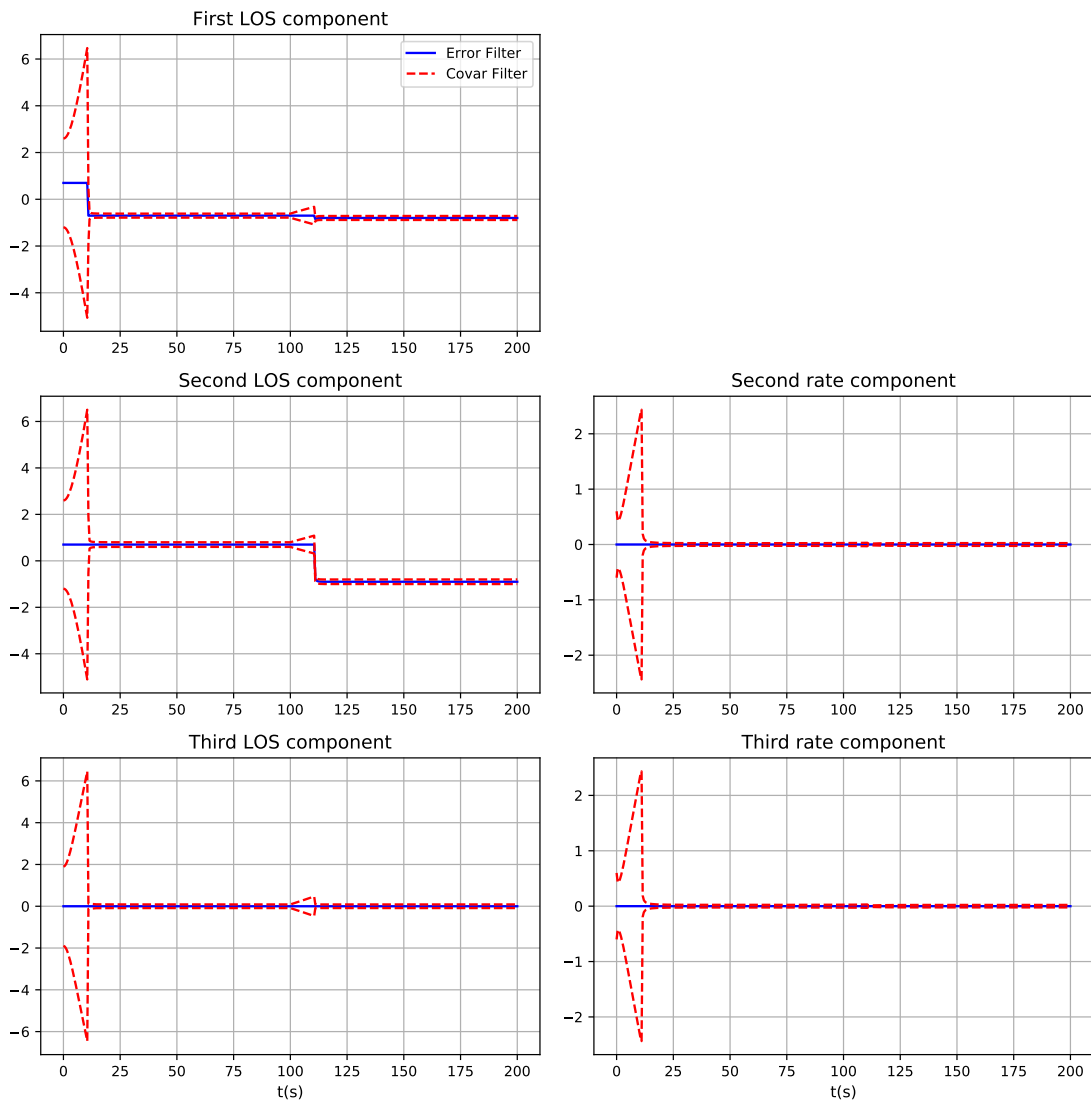 First LOS component
6
4
2
0
−2
−4
0 25 50 75 100 125 150 175 200
Error Filter
Covar Filter
Second LOS component
6
4
2
0
−2
−4
0 25 50 75 100 125 150 175 200
Second rate component
2
1
0
−1
−2
0 25 50 75 100 125 150 175 200
Third LOS component
6
4
2
0
−2
−4
−6
0 25 50 75 100 125 150 175 200
t(s)
Third rate component
2
1
0
−1
−2
0 25 50 75 100 125 150 175 200
t(s)